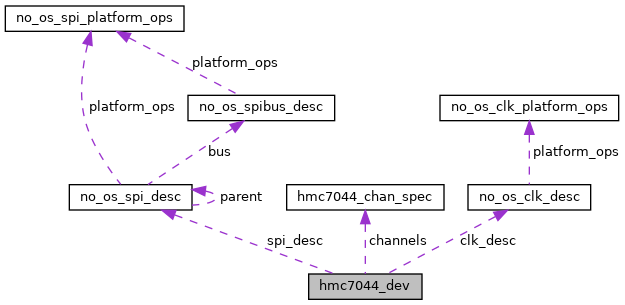 no_os_spi_platform_ops
platform_ops
platform_ops
no_os_spibus_desc
no_os_clk_platform_ops
bus
platform_ops
no_os_spi_desc
parent
hmc7044_chan_spec
no_os_clk_desc
spi_desc
channels
clk_desc
hmc7044_dev